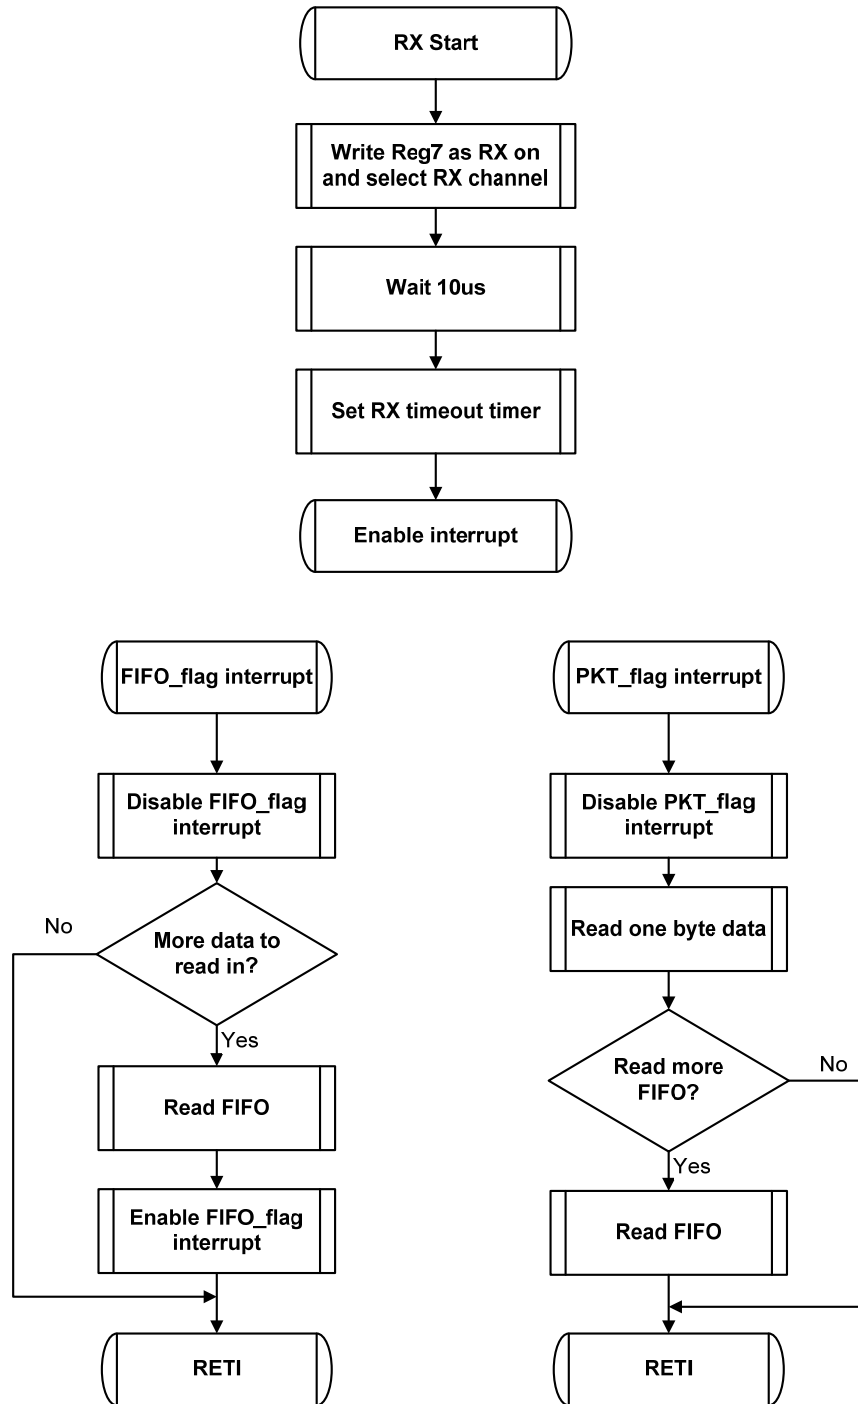 RX Start
Write Reg7 as RX on
and select RX channel
Wait 10us
Set RX timeout timer
Enable interrupt
FIFO_flag interrupt
Disable FIFO_flag
interrupt
No
More data to
read in?
Yes
Read FIFO
Enable FIFO_flag
interrupt
RETI
PKT_flag interrupt
Disable PKT_flag
interrupt
Read one byte data
Read more
FIFO?
No
Yes
Read FIFO
RETI